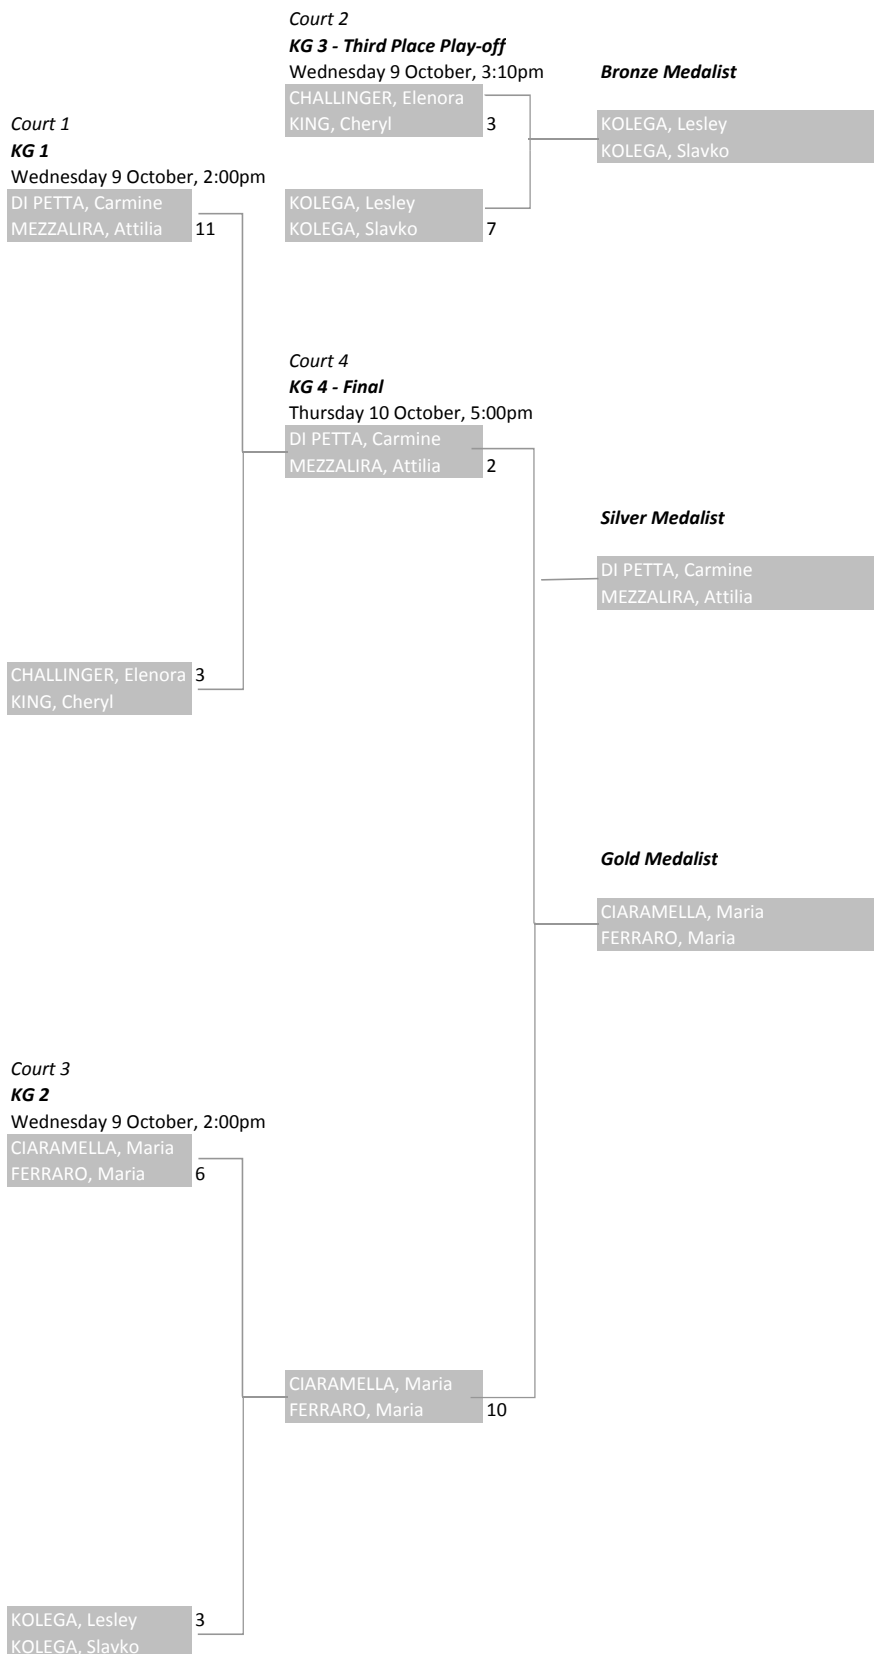 Court 2
KG 3 - Third Place Play-off
Wednesday 9 October, 3:10pm
Bronze Medalist
CHALLINGER, Elenora
KING, Cheryl 3
KOLEGA, Lesley
KOLEGA, Slavko
Court 1
KG 1
Wednesday 9 October, 2:00pm
DI PETTA, Carmine
MEZZALIRA, Attilia 11
KOLEGA, Lesley
KOLEGA, Slavko 7
Court 4
KG 4 - Final
Thursday 10 October, 5:00pm
DI PETTA, Carmine
MEZZALIRA, Attilia 2
Silver Medalist
DI PETTA, Carmine
MEZZALIRA, Attilia
CHALLINGER, Elenora 3
KING, Cheryl
Gold Medalist
CIARAMELLA, Maria
FERRARO, Maria
Court 3
KG 2
Wednesday 9 October, 2:00pm
CIARAMELLA, Maria
FERRARO, Maria 6
CIARAMELLA, Maria
FERRARO, Maria 10
KOLEGA, Lesley 3
KOLEGA, Slavko